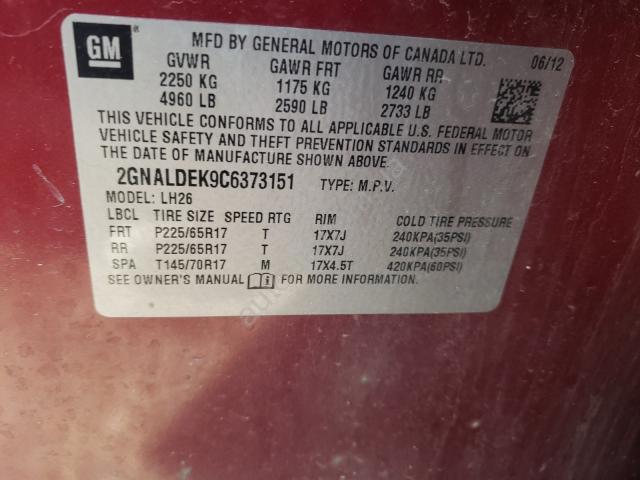 GM
MFD BY GENERAL MOTORS OF CANADA LTD. 06/12
GVWR GAWR FRT GAWR RR
2250 KG 1175 KG 1240 KG
4960 LB 2590 LB 2733 LB
THIS VEHICLE CONFORMS TO ALL APPLICABLE U.S. FEDERAL MOTOR
VEHICLE SAFETY AND THEFT PREVENTION STANDARDS IN EFFECT ON
THE DATE OF MANUFACTURE SHOWN ABOVE.
2GNALDEK9C6373151 TYPE: M.P.V.
MODEL: LH26
LBCL TIRE SIZE SPEED RTG RIM COLD TIRE PRESSURE
FRT P225/65R17 T 17X7J 240KPA(35PSI)
RR P225/65R17 T 17X7J 240KPA(35PSI)
SPA T145/70R17 M 17X4.5T 420KPA(60PSI)
SEE OWNER'S MANUAL FOR MORE INFORMATION.